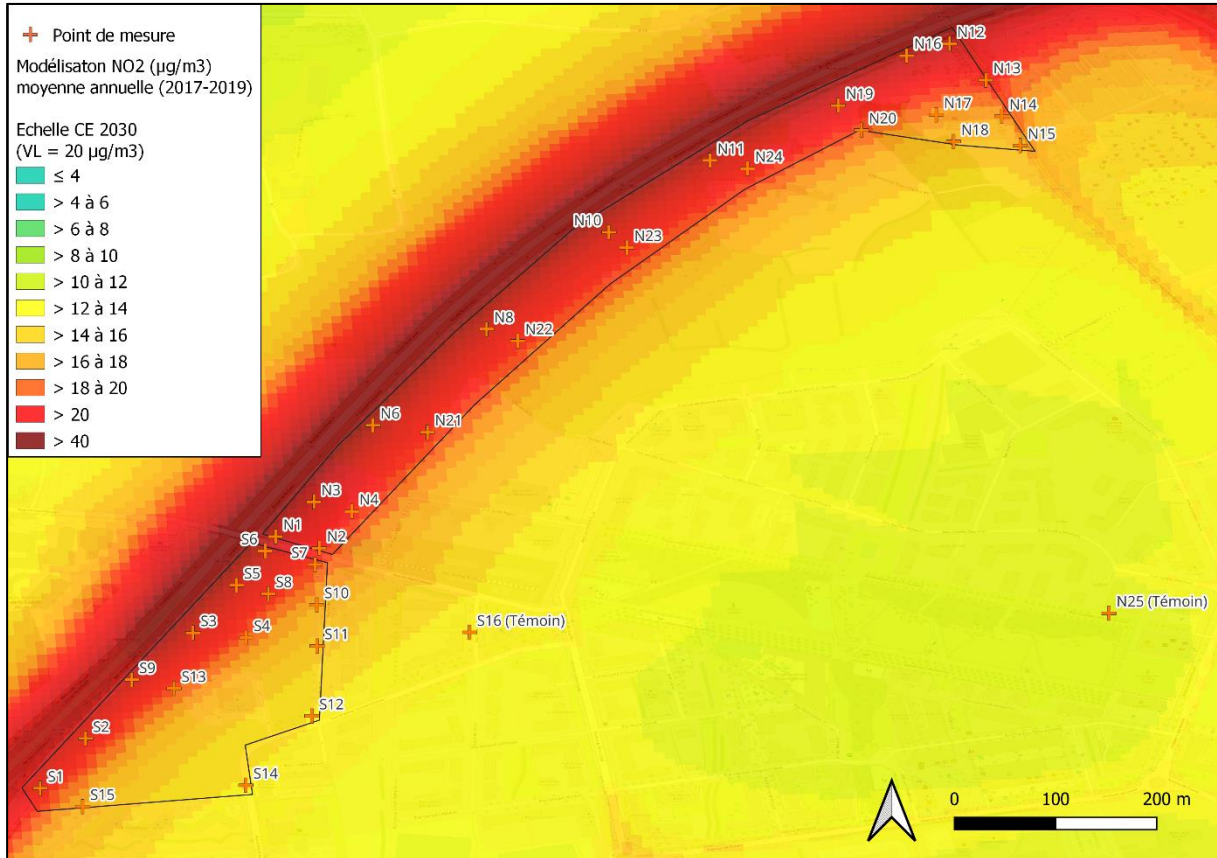 Point de mesure
Modélisaton NO2 (µg/m3)
moyenne annuelle (2017-2019)
Echelle CE 2030
(VL = 20 µg/m3)
≤ 4
> 4 à 6
> 6 à 8
> 8 à 10
> 10 à 12
> 12 à 14
> 14 à 16
> 16 à 18
> 18 à 20
> 20
> 40
N12
N16
N13
N19
N17
N14
N20
N18
N15
N11
N24
N10
N23
N8
N22
N6
N21
N3
N4
N1
N2
S6
S7
S5
S8
S10
S3
S4
S11
S16 (Témoin)
N25 (Témoin)
S9
S13
S12
S2
S1
S15
S14
0 100 200 m